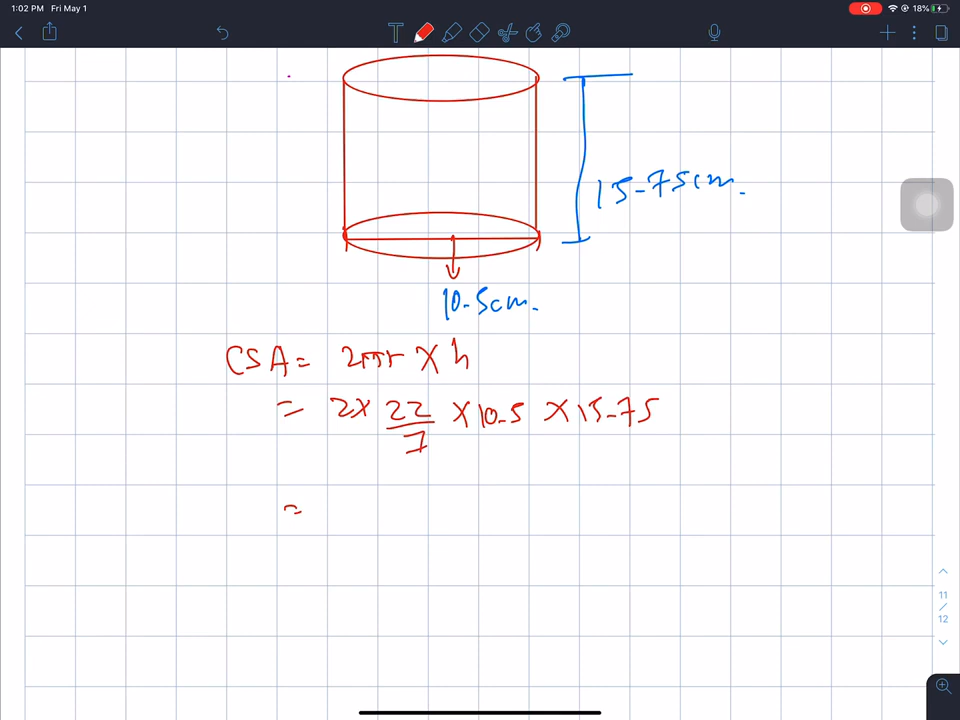 1:02 PM Fri May 1
18%
T
15-75cm.
10-5cm.
CSA = 2πr × h
= 2 × 22/7 × 10-5 × 15-75
=
11
/
12